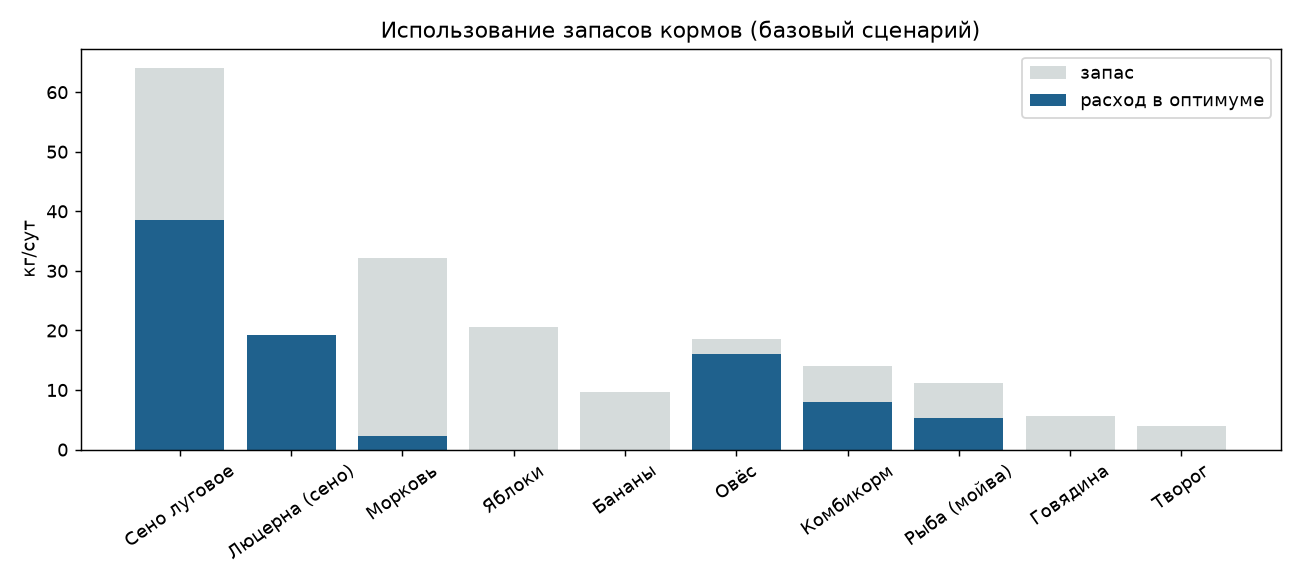 Использование запасов кормов (базовый сценарий)
запас
расход в оптимуме
кг/сут
60
50
40
30
20
10
0
Сено луговое
Люцерна (сено)
Морковь
Яблоки
Бананы
Овёс
Комбикорм
Рыба (мойва)
Говядина
Творог